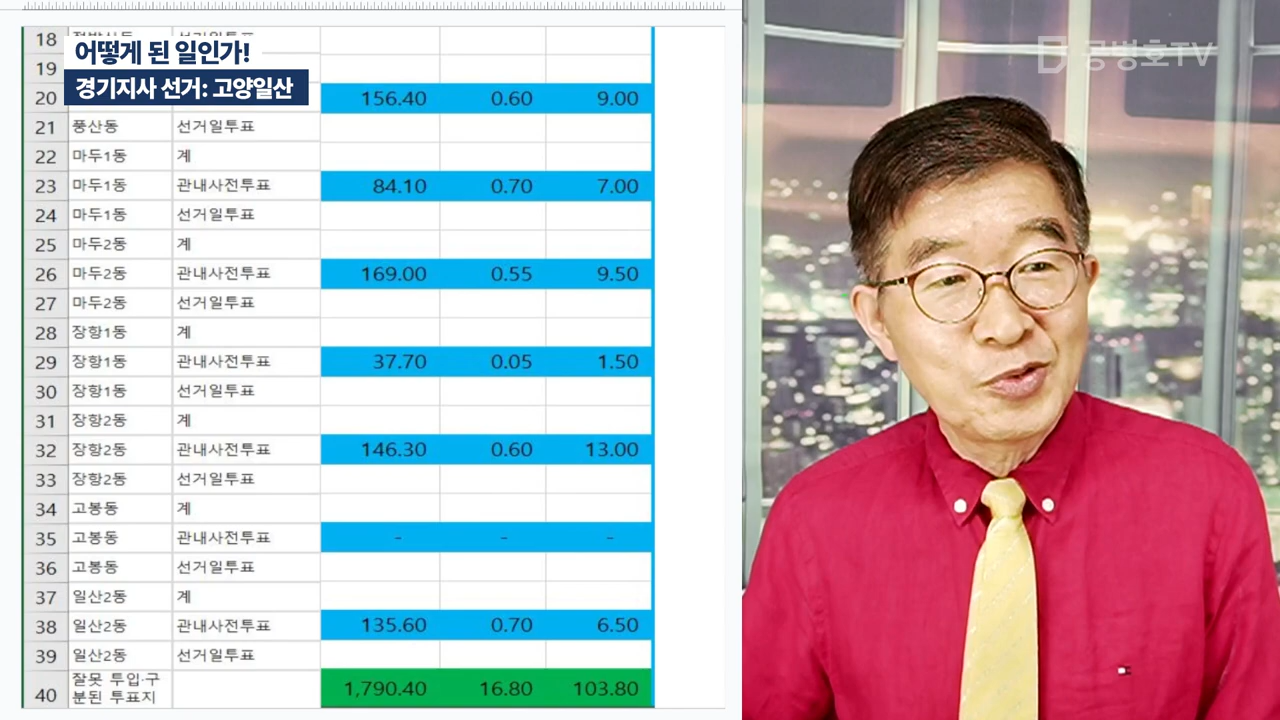 어떻게 된 일인가!
경기지사 선거: 고양일산
공병호TV
18
19
20 156.40 0.60 9.00
21 풍산동 선거일투표
22 마두1동 계
23 마두1동 관내사전투표 84.10 0.70 7.00
24 마두1동 선거일투표
25 마두2동 계
26 마두2동 관내사전투표 169.00 0.55 9.50
27 마두2동 선거일투표
28 장항1동 계
29 장항1동 관내사전투표 37.70 0.05 1.50
30 장항1동 선거일투표
31 장항2동 계
32 장항2동 관내사전투표 146.30 0.60 13.00
33 장항2동 선거일투표
34 고봉동 계
35 고봉동 관내사전투표 - - -
36 고봉동 선거일투표
37 일산2동 계
38 일산2동 관내사전투표 135.60 0.70 6.50
39 일산2동 선거일투표
40 잘못 투입·구
분된 투표지 1,790.40 16.80 103.80